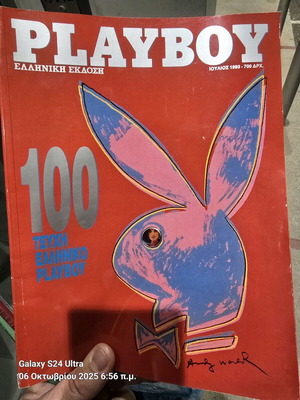 PLAYBOY
ΕΛΛΗΝΙΚΗ ΕΚΔΟΣΗ
ΙΟΥΛΙΟΣ 1993 - 700 ΔΡΧ.
100
ΤΕΥΧΗ
ΕΛΛΗΝΙΚΟ
PLAYBOY
Andy Warhol
Galaxy S24 Ultra
06 Οκτωβρίου 2025 6:56 π.μ.